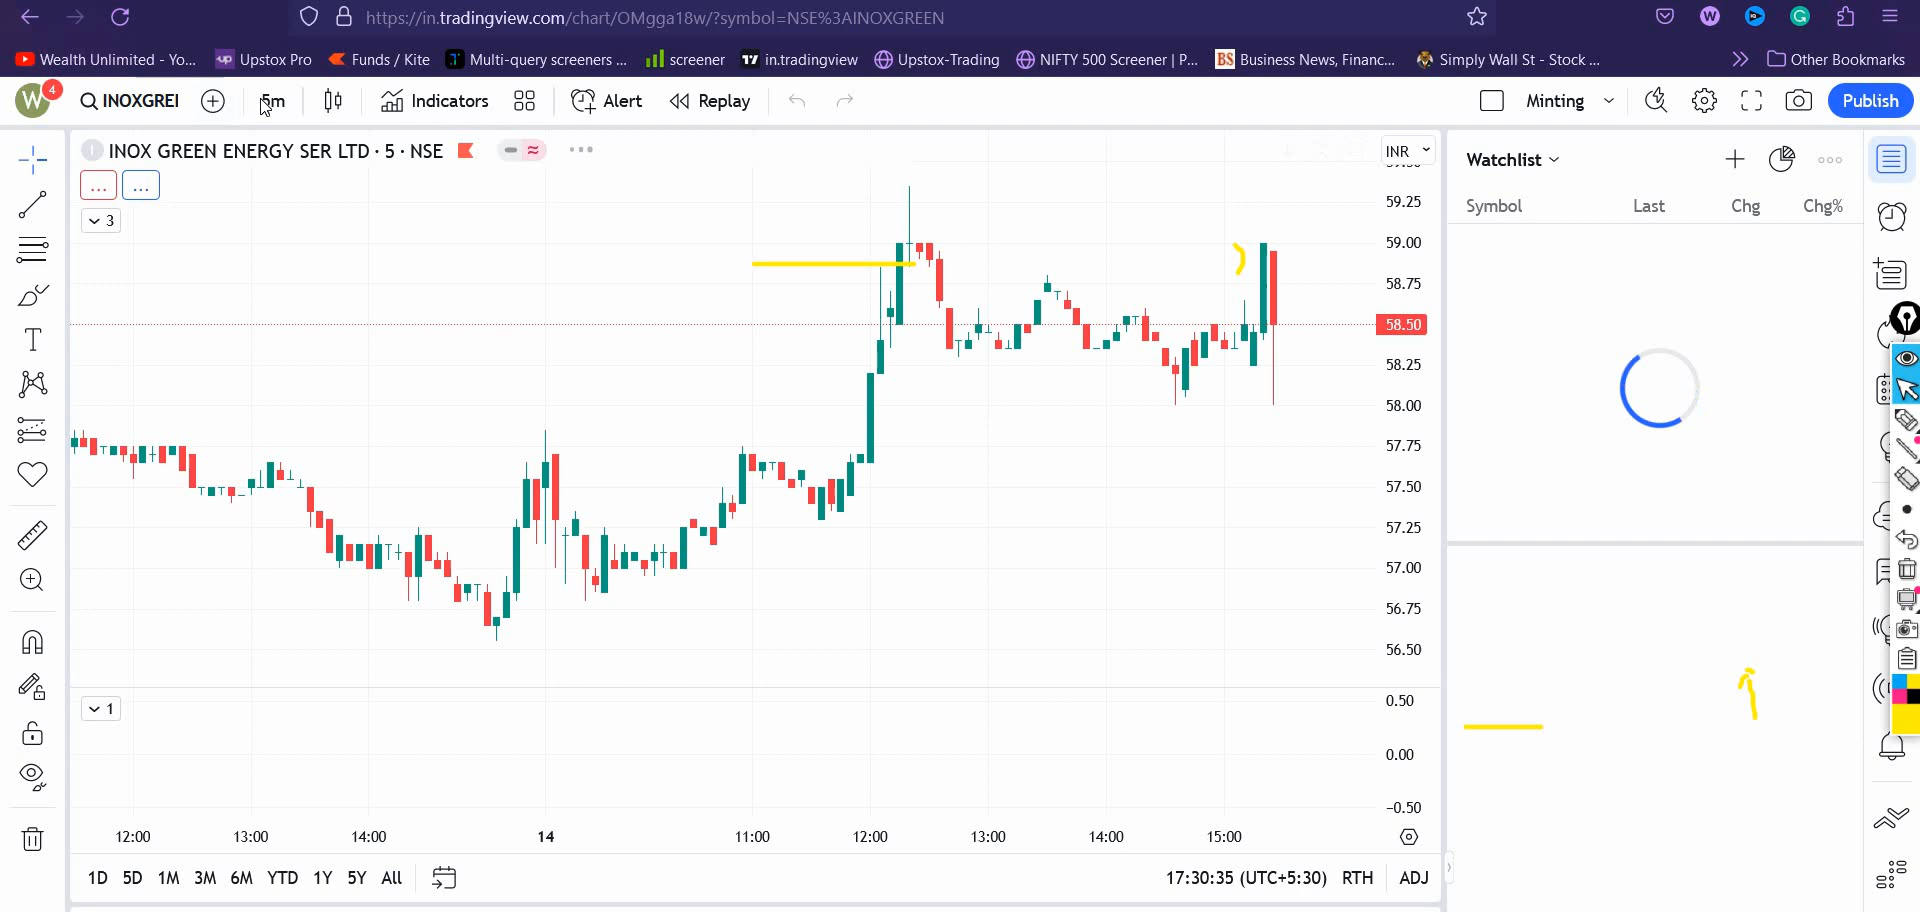 https://in.tradingview.com/chart/OMgga18w/?symbol=NSE%3AINOXGREEN
Wealth Unlimited - Yo... Upstox Pro Funds / Kite Multi-query screeners ... screener in.tradingview Upstox-Trading NIFTY 500 Screener | P... Business News, Financ... Simply Wall St - Stock ... Other Bookmarks
W 4 INOXGREI 5m Indicators Alert Replay Minting Publish
INOX GREEN ENERGY SER LTD · 5 · NSE INR
... ...
3
59.25
59.00
58.75
58.50
58.25
58.00
57.75
57.50
57.25
57.00
56.75
56.50
1
0.50
0.00
−0.50
12:00 13:00 14:00 14 11:00 12:00 13:00 14:00 15:00
1D 5D 1M 3M 6M YTD 1Y 5Y All 17:30:35 (UTC+5:30) RTH ADJ
Watchlist
Symbol Last Chg Chg%